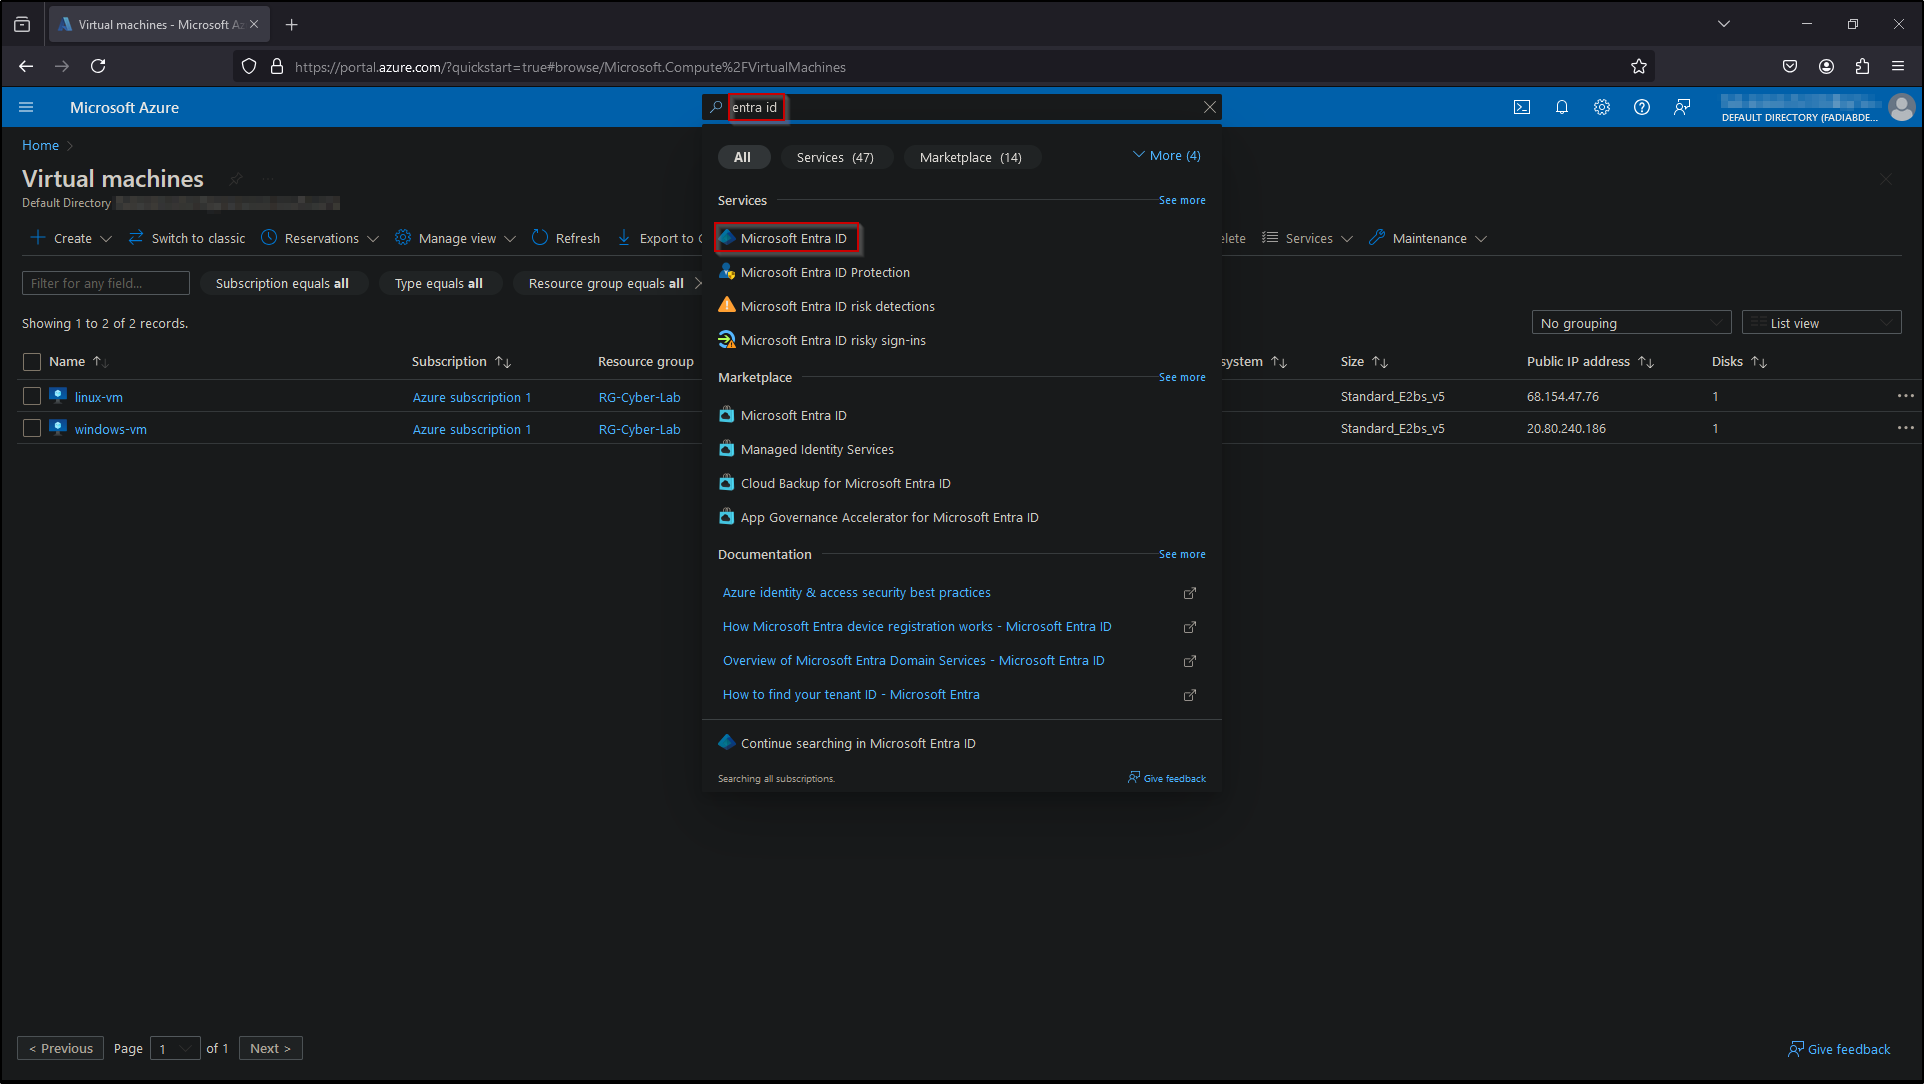 Virtual machines - Microsoft Az
https://portal.azure.com/?quickstart=true#browse/Microsoft.Compute%2FVirtualMachines
Microsoft Azure
entra id
DEFAULT DIRECTORY (FADIABDE...
Home
All
Services (47)
Marketplace (14)
More (4)
Virtual machines
Default Directory
Services
See more
Create
Switch to classic
Reservations
Manage view
Refresh
Export to C
Microsoft Entra ID
elete
Services
Maintenance
Microsoft Entra ID Protection
Filter for any field...
Subscription equals all
Type equals all
Resource group equals all
Microsoft Entra ID risk detections
Showing 1 to 2 of 2 records.
No grouping
List view
Microsoft Entra ID risky sign-ins
Name
Subscription
Resource group
system
Size
Public IP address
Disks
Marketplace
See more
linux-vm
Azure subscription 1
RG-Cyber-Lab
Standard_E2bs_v5
68.154.47.76
1
Microsoft Entra ID
windows-vm
Azure subscription 1
RG-Cyber-Lab
Standard_E2bs_v5
20.80.240.186
1
Managed Identity Services
Cloud Backup for Microsoft Entra ID
App Governance Accelerator for Microsoft Entra ID
Documentation
See more
Azure identity & access security best practices
How Microsoft Entra device registration works - Microsoft Entra ID
Overview of Microsoft Entra Domain Services - Microsoft Entra ID
How to find your tenant ID - Microsoft Entra
Continue searching in Microsoft Entra ID
Searching all subscriptions.
Give feedback
< Previous
Page
1
of 1
Next >
Give feedback